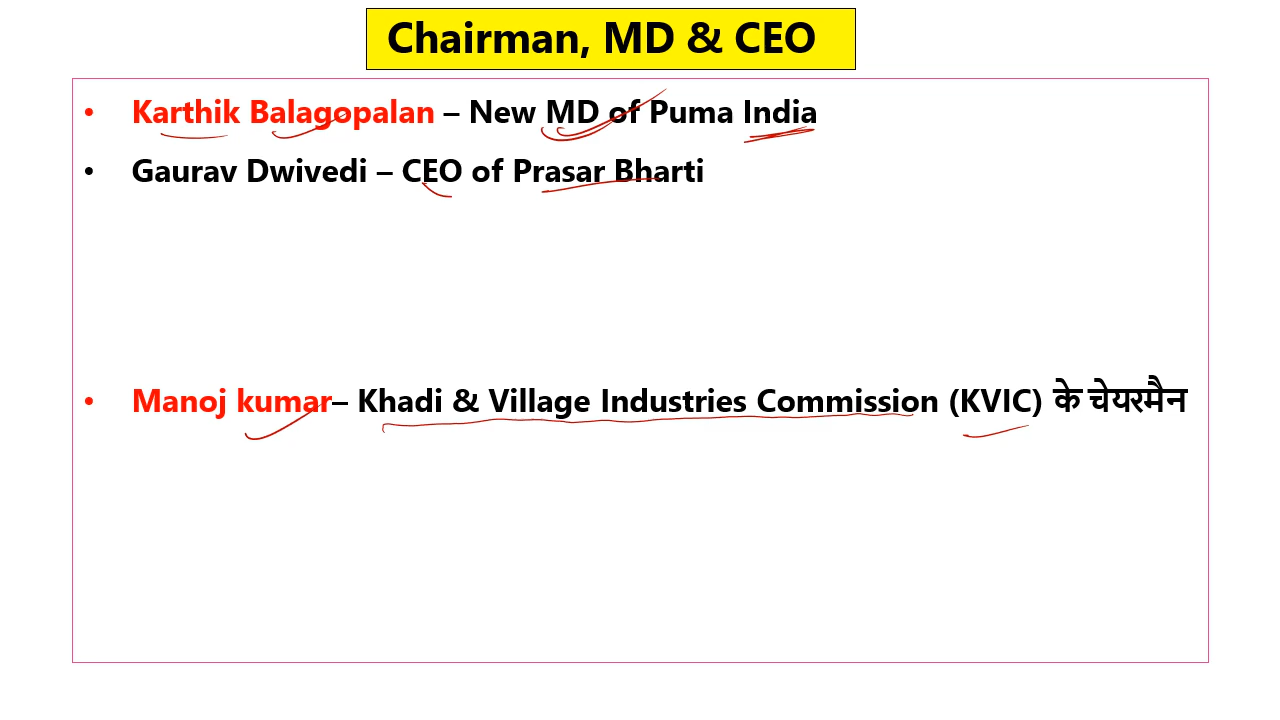 Chairman, MD & CEO
• Karthik Balagopalan – New MD of Puma India
• Gaurav Dwivedi – CEO of Prasar Bharti
• Manoj kumar– Khadi & Village Industries Commission (KVIC) के चेयरमैन